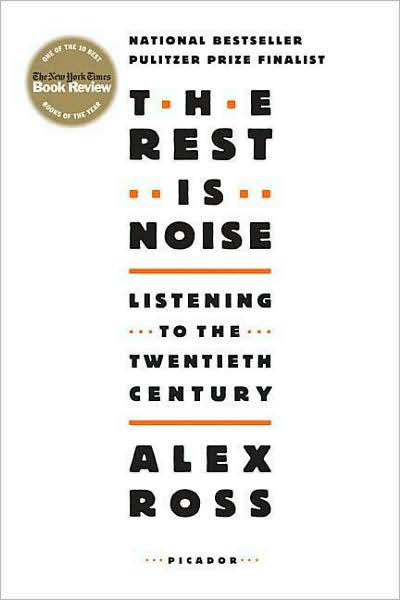 ONE OF THE 10 BEST
The New York Times
Book Review
BOOKS OF THE YEAR
NATIONAL BESTSELLER
PULITZER PRIZE FINALIST
T·H·E
REST
··IS··
NOISE
LISTENING
···TO THE···
TWENTIETH
CENTURY
ALEX
ROSS
···PICADOR···